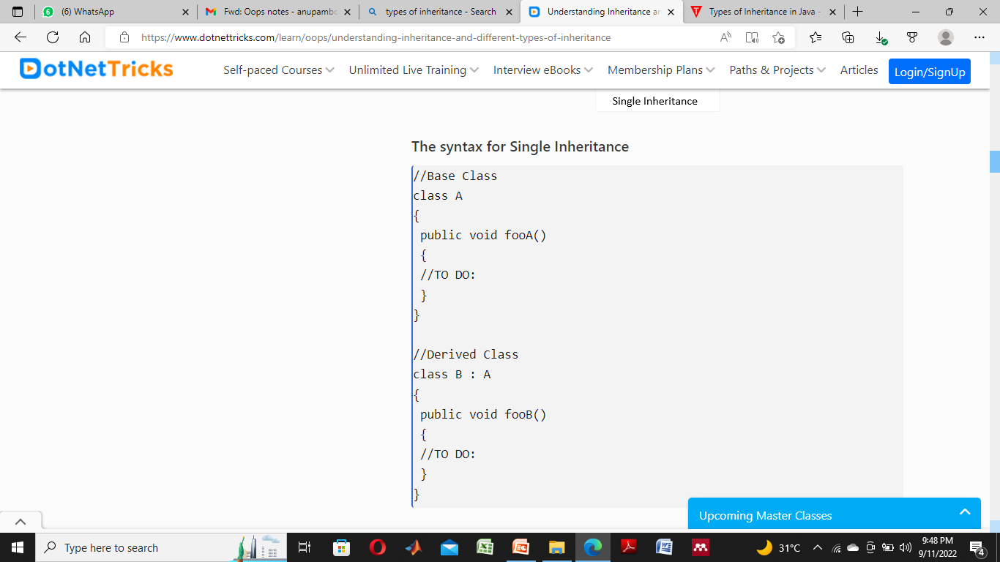 (6) WhatsApp
Fwd: Oops notes - anupambc
types of inheritance - Search
Understanding Inheritance ar
Types of Inheritance in Java -
https://www.dotnettricks.com/learn/oops/understanding-inheritance-and-different-types-of-inheritance
DotNetTricks
Self-paced Courses
Unlimited Live Training
Interview eBooks
Membership Plans
Paths & Projects
Articles
Login/SignUp
Single Inheritance
The syntax for Single Inheritance
//Base Class
class A
{
public void fooA()
{
//TO DO:
}
}
//Derived Class
class B : A
{
public void fooB()
{
//TO DO:
}
}
Upcoming Master Classes
Type here to search
31°C
9:48 PM
9/11/2022
4